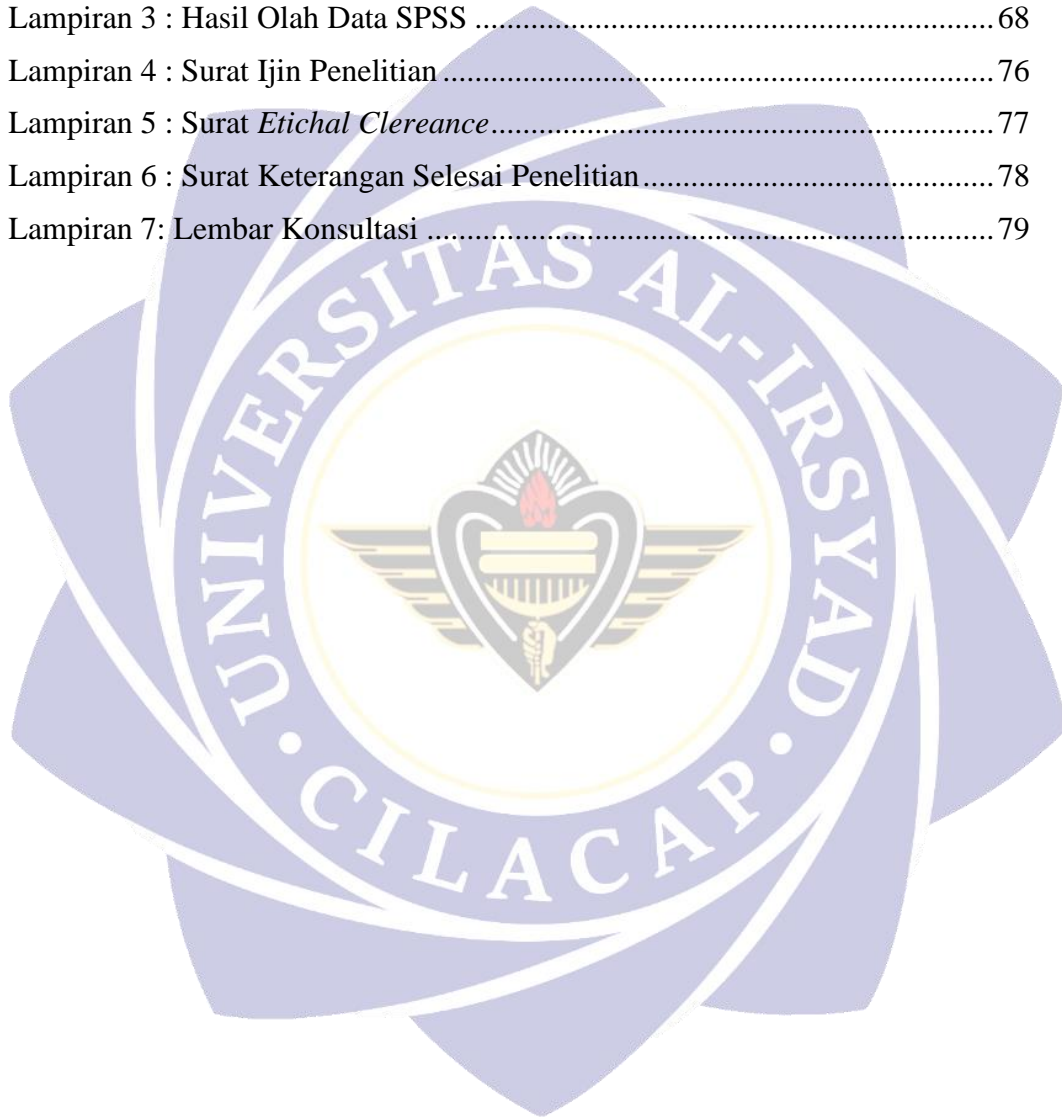 Lampiran 3 : Hasil Olah Data SPSS ........................................................................ 68
Lampiran 4 : Surat Ijin Penelitian ............................................................................ 76
Lampiran 5 : Surat Etichal Clereance ...................................................................... 77
Lampiran 6 : Surat Keterangan Selesai Penelitian .................................................. 78
Lampiran 7: Lembar Konsultasi .............................................................................. 79
UNIVERSITAS AL-IRSYAD
• CILACAP •